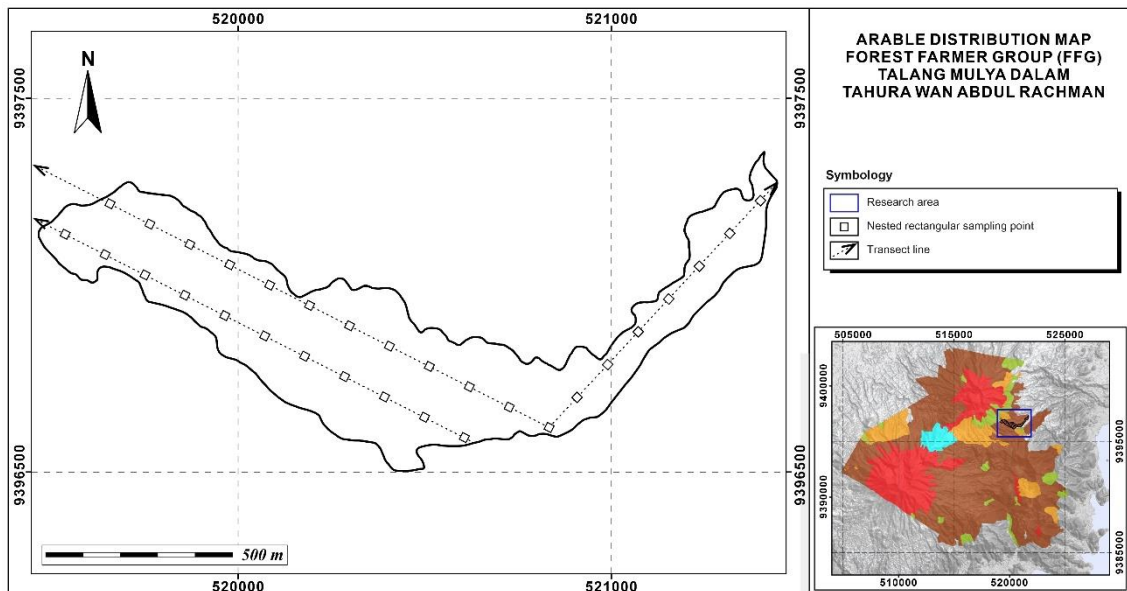 520000
521000
9397500
9397500
N
9396500
9396500
500 m
520000
521000
ARABLE DISTRIBUTION MAP
FOREST FARMER GROUP (FFG)
TALANG MULYA DALAM
TAHURA WAN ABDUL RACHMAN
Symbology
Research area
Nested rectangular sampling point
Transect line
505000
515000
525000
9400000
9395000
9390000
9385000
510000
520000